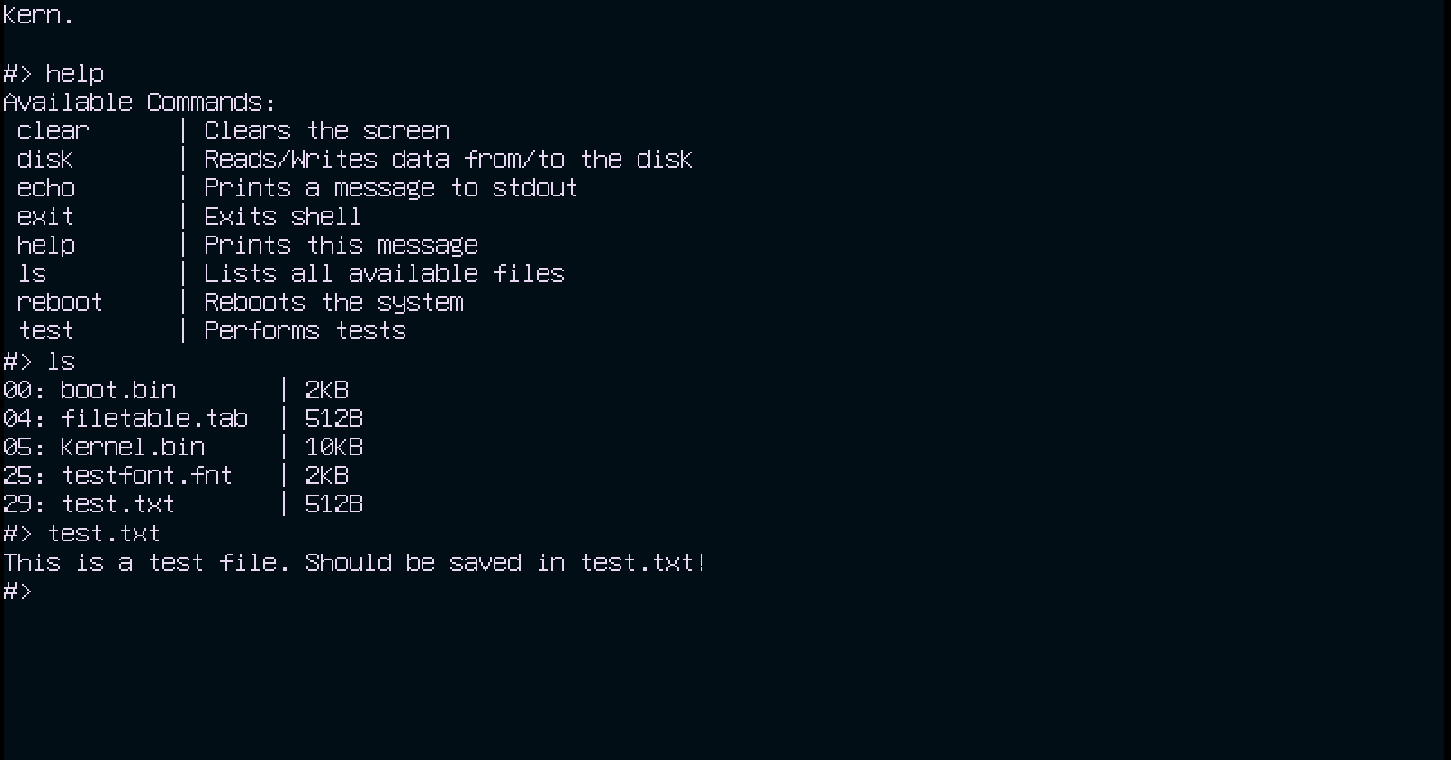 Kern.
#> help
Available Commands:
clear | Clears the screen
disk | Reads/Writes data from/to the disk
echo | Prints a message to stdout
exit | Exits shell
help | Prints this message
ls | Lists all available files
reboot | Reboots the system
test | Performs tests
#> ls
00: boot.bin | 2KB
04: filetable.tab | 512B
05: kernel.bin | 10KB
25: testfont.fnt | 2KB
29: test.txt | 512B
#> test.txt
This is a test file. Should be saved in test.txt!
#>